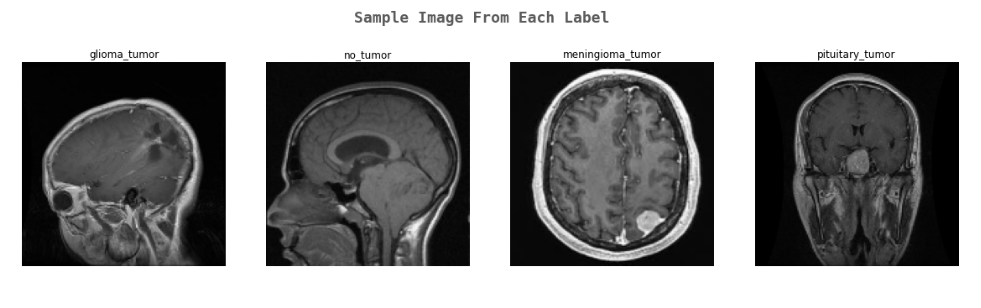 Sample Image From Each Label
glioma_tumor
no_tumor
meningioma_tumor
pituitary_tumor